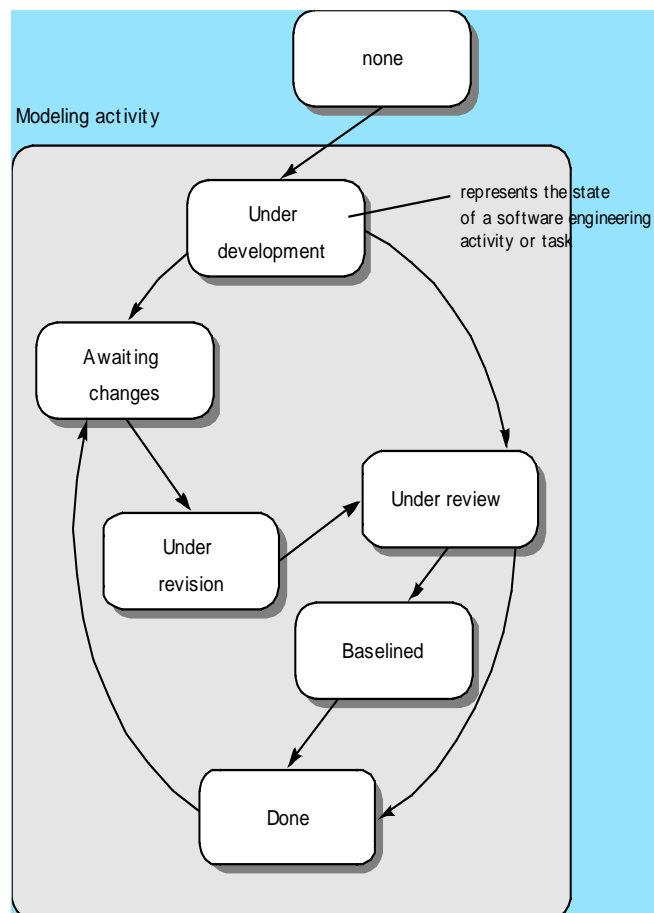 none
Modeling activity
represents the state
of a software engineering
activity or task
Under
development
Awaiting
changes
Under review
Under
revision
Baselined
Done